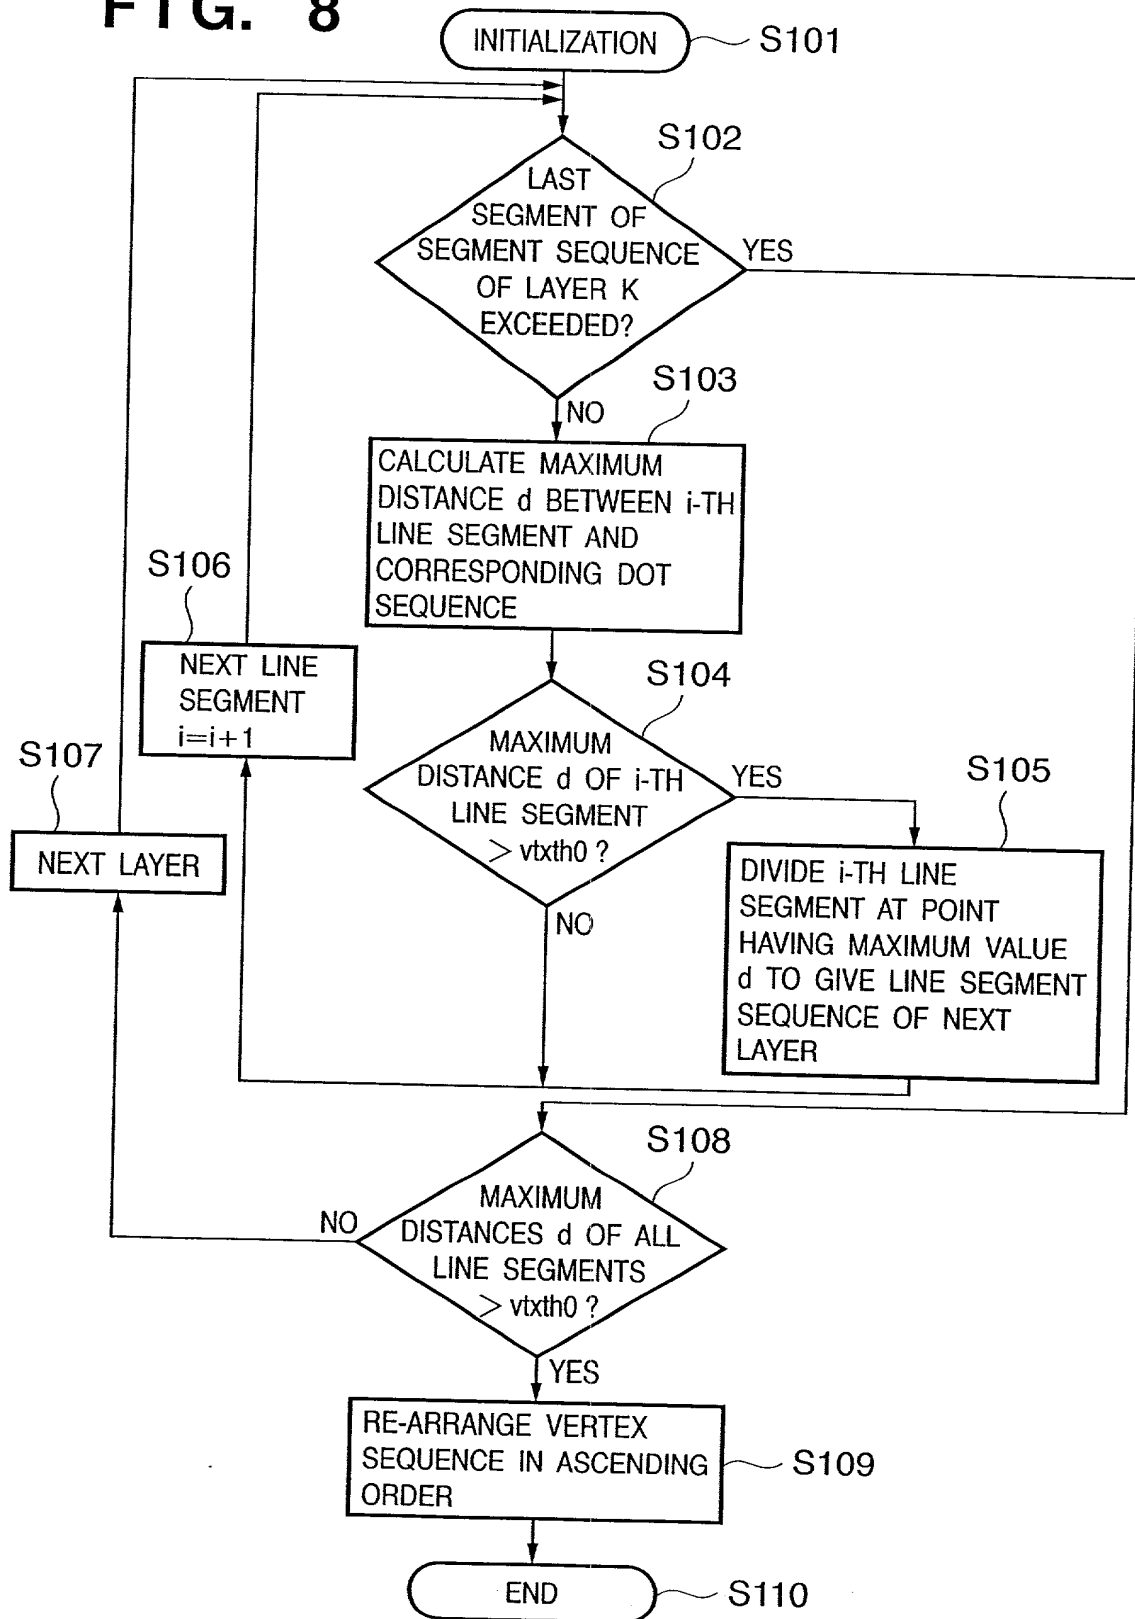 FIG. 8
INITIALIZATION
S101
S102
LAST
SEGMENT OF
SEGMENT SEQUENCE
OF LAYER K
EXCEEDED?
YES
NO
S103
CALCULATE MAXIMUM
DISTANCE d BETWEEN i-TH
LINE SEGMENT AND
CORRESPONDING DOT
SEQUENCE
S106
NEXT LINE
SEGMENT
i=i+1
S104
MAXIMUM
DISTANCE d OF i-TH
LINE SEGMENT
> vtxth0 ?
YES
NO
S107
NEXT LAYER
S105
DIVIDE i-TH LINE
SEGMENT AT POINT
HAVING MAXIMUM VALUE
d TO GIVE LINE SEGMENT
SEQUENCE OF NEXT
LAYER
S108
MAXIMUM
DISTANCES d OF ALL
LINE SEGMENTS
> vtxth0 ?
NO
YES
RE-ARRANGE VERTEX
SEQUENCE IN ASCENDING
ORDER
S109
END
S110